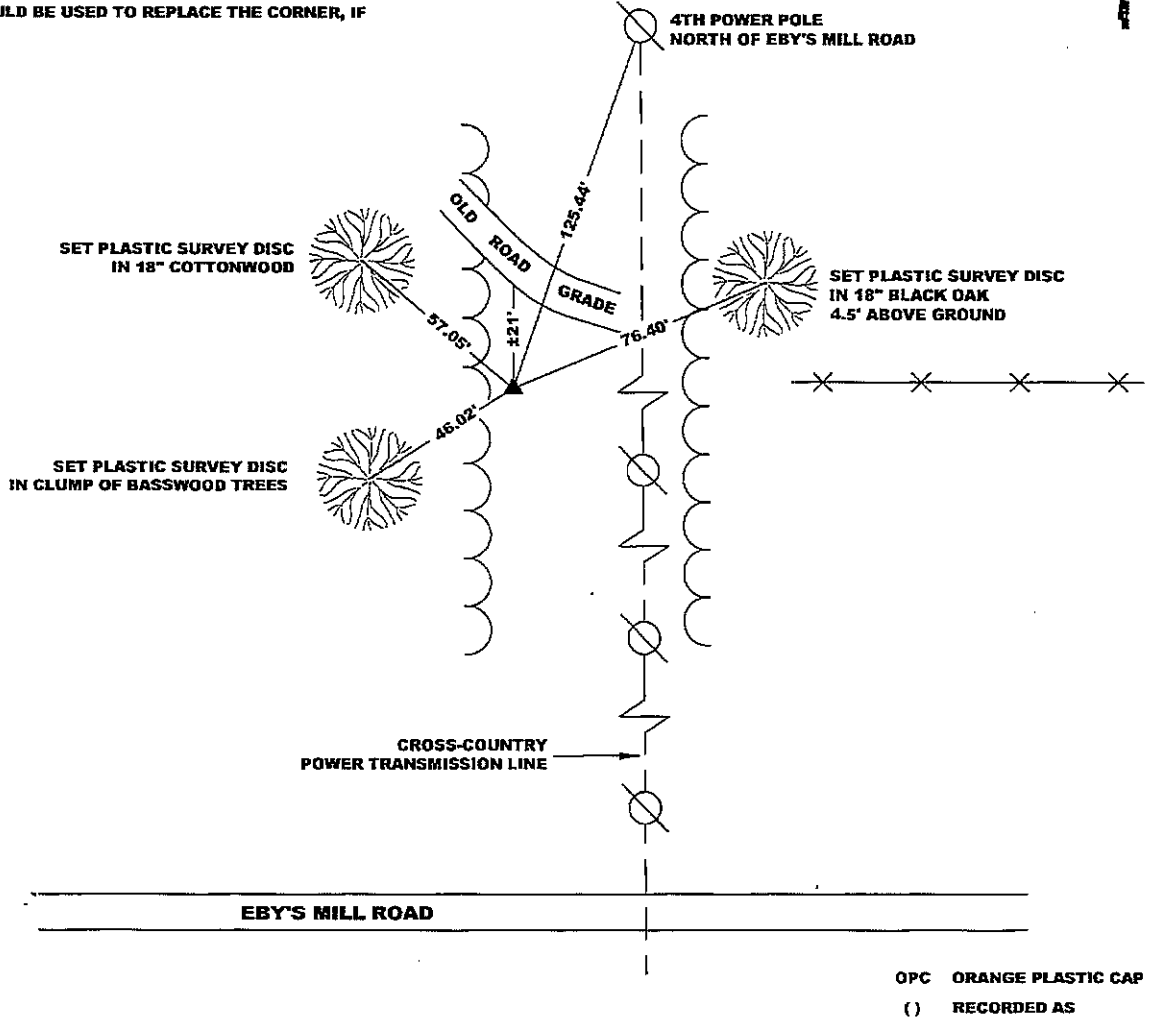 ULD BE USED TO REPLACE THE CORNER, IF
4TH POWER POLE
NORTH OF EBY'S MILL ROAD
125.44'
OLD ROAD GRADE
SET PLASTIC SURVEY DISC
IN 18" COTTONWOOD
SET PLASTIC SURVEY DISC
IN 18" BLACK OAK
4.5' ABOVE GROUND
57.05'
±21'
76.40'
46.02'
SET PLASTIC SURVEY DISC
IN CLUMP OF BASSWOOD TREES
CROSS-COUNTRY
POWER TRANSMISSION LINE
EBY'S MILL ROAD
OPC ORANGE PLASTIC CAP
( ) RECORDED AS